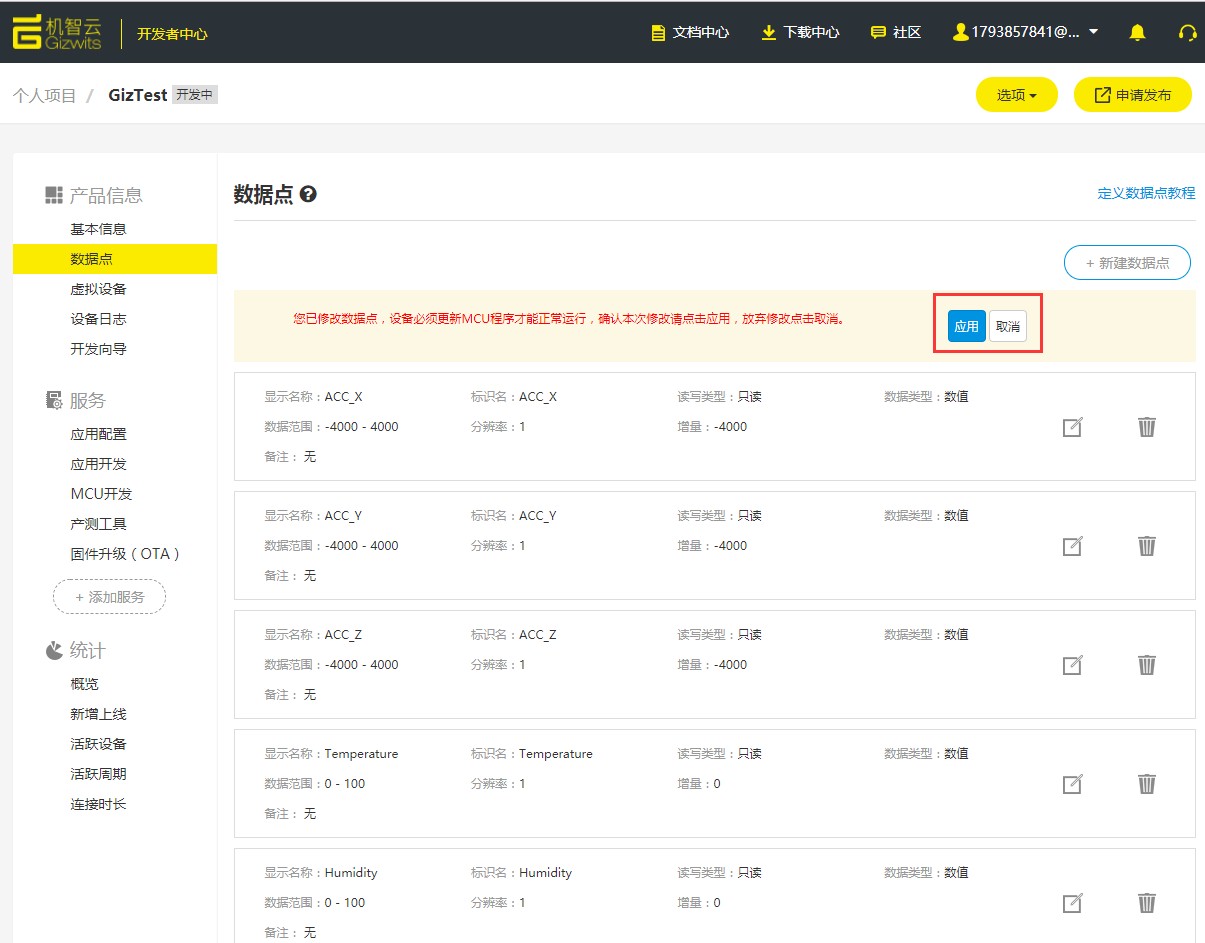 机智云
Gizwits
开发者中心
文档中心
下载中心
社区
1793857841@...
个人项目 / GizTest 开发中
选项
申请发布
产品信息
基本信息
数据点
虚拟设备
设备日志
开发向导
服务
应用配置
应用开发
MCU开发
产测工具
固件升级（OTA）
+ 添加服务
统计
概览
新增上线
活跃设备
活跃周期
连接时长
数据点
定义数据点教程
+ 新建数据点
您已修改数据点，设备必须更新MCU程序才能正常运行，确认本次修改请点击应用，放弃修改点击取消。
应用
取消
显示名称：ACC_X 标识名：ACC_X 读写类型：只读 数据类型：数值
数据范围：-4000 - 4000 分辨率：1 增量：-4000
备注： 无
显示名称：ACC_Y 标识名：ACC_Y 读写类型：只读 数据类型：数值
数据范围：-4000 - 4000 分辨率：1 增量：-4000
备注： 无
显示名称：ACC_Z 标识名：ACC_Z 读写类型：只读 数据类型：数值
数据范围：-4000 - 4000 分辨率：1 增量：-4000
备注： 无
显示名称：Temperature 标识名：Temperature 读写类型：只读 数据类型：数值
数据范围：0 - 100 分辨率：1 增量：0
备注： 无
显示名称：Humidity 标识名：Humidity 读写类型：只读 数据类型：数值
数据范围：0 - 100 分辨率：1 增量：0
备注： 无